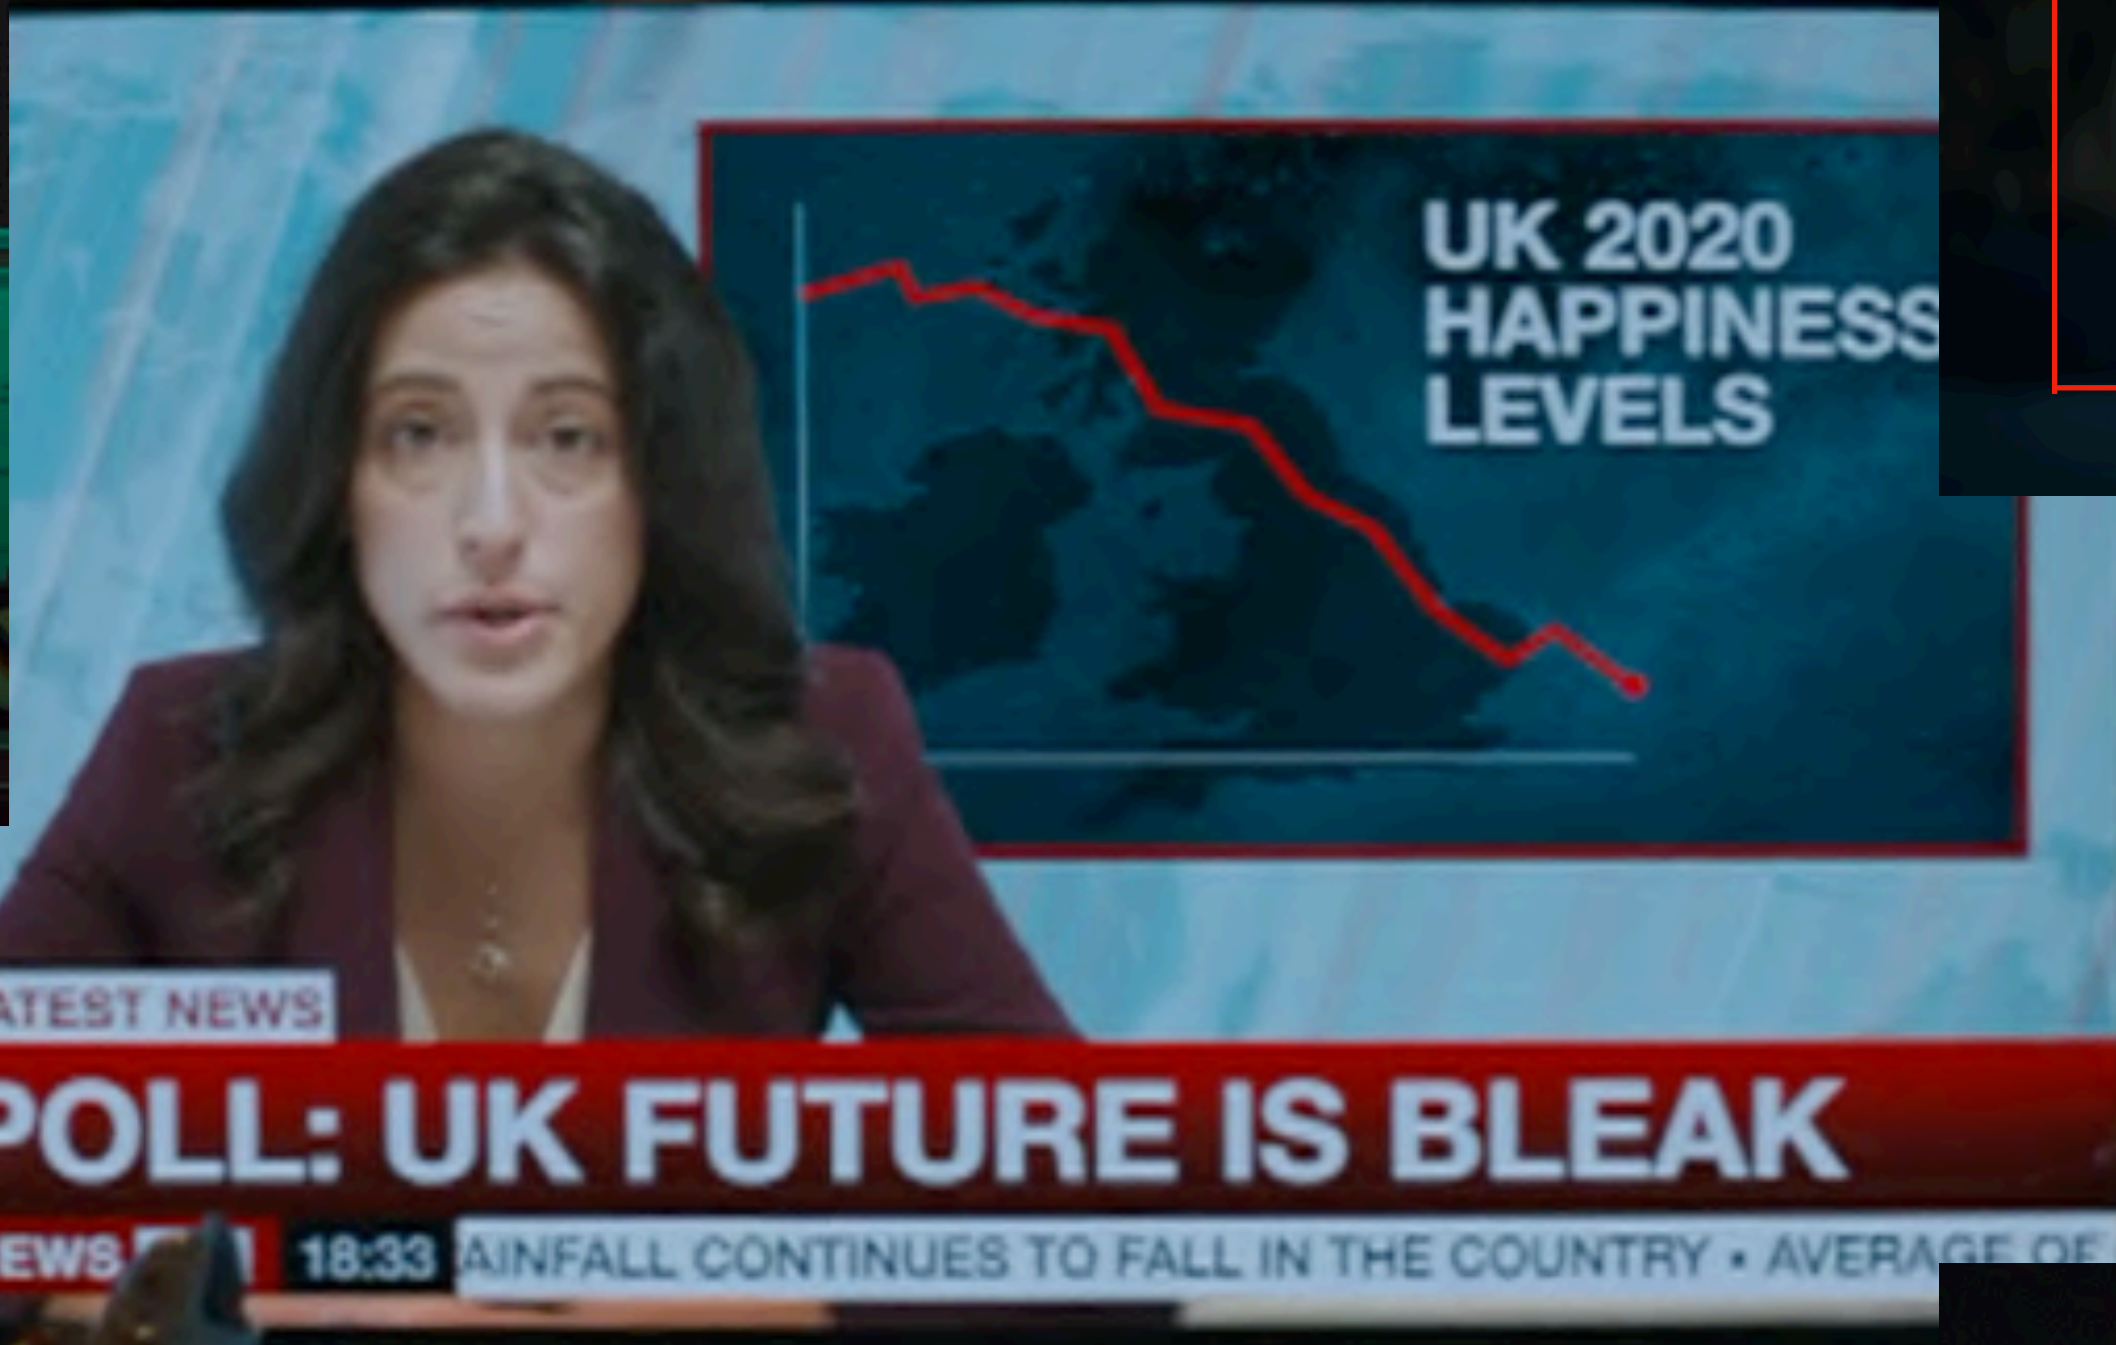 UK 2020
HAPPINESS
LEVELS
ATEST NEWS
POLL: UK FUTURE IS BLEAK
EWS
18:33
AINFALL CONTINUES TO FALL IN THE COUNTRY • AVERAGE OF